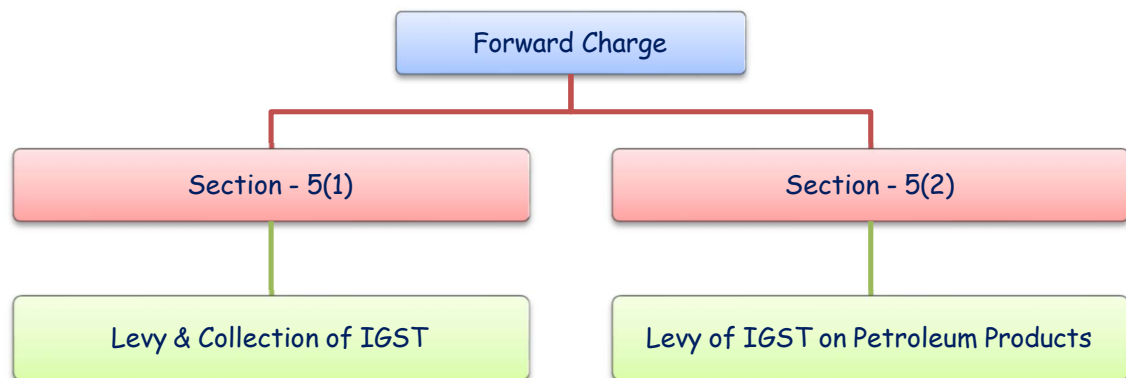 Forward Charge
Section - 5(1)
Section - 5(2)
Levy & Collection of IGST
Levy of IGST on Petroleum Products